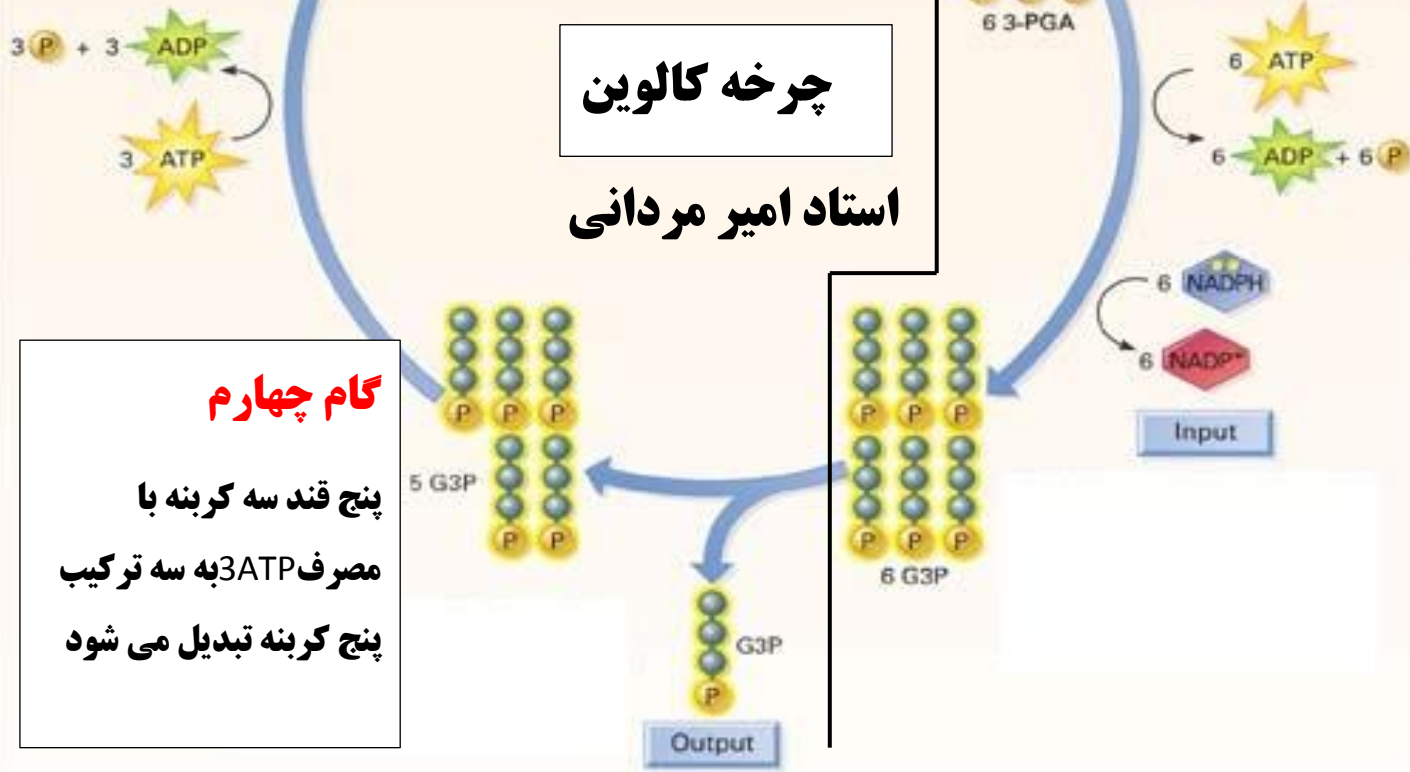 6 3-PGA
3 P + 3 ADP
3 ATP
چرخه کالوین
استاد امیر مردانی
6 ATP
6 ADP + 6 P
6 NADPH
6 NADP+
Input
گام چهارم
پنج قند سه کربنه با
مصرف3ATPبه سه ترکیب
پنج کربنه تبدیل می شود
P P P
5 G3P
P P
P P P
P P P
6 G3P
G3P
P
Output